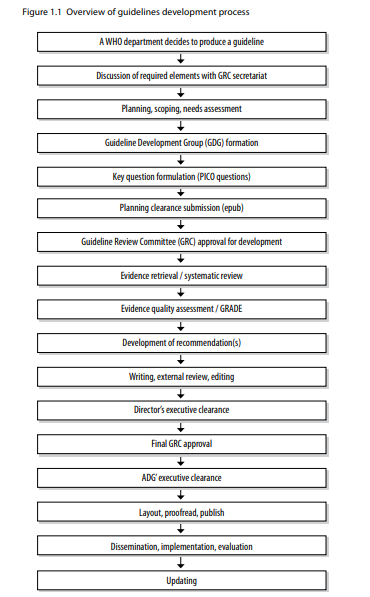 Figure 1.1 Overview of guidelines development process
A WHO department decides to produce a guideline
Discussion of required elements with GRC secretariat
Planning, scoping, needs assessment
Guideline Development Group (GDG) formation
Key question formulation (PICO questions)
Planning clearance submission (epub)
Guideline Review Committee (GRC) approval for development
Evidence retrieval / systematic review
Evidence quality assessment / GRADE
Development of recommendation(s)
Writing, external review, editing
Director's executive clearance
Final GRC approval
ADG' executive clearance
Layout, proofread, publish
Dissemination, implementation, evaluation
Updating